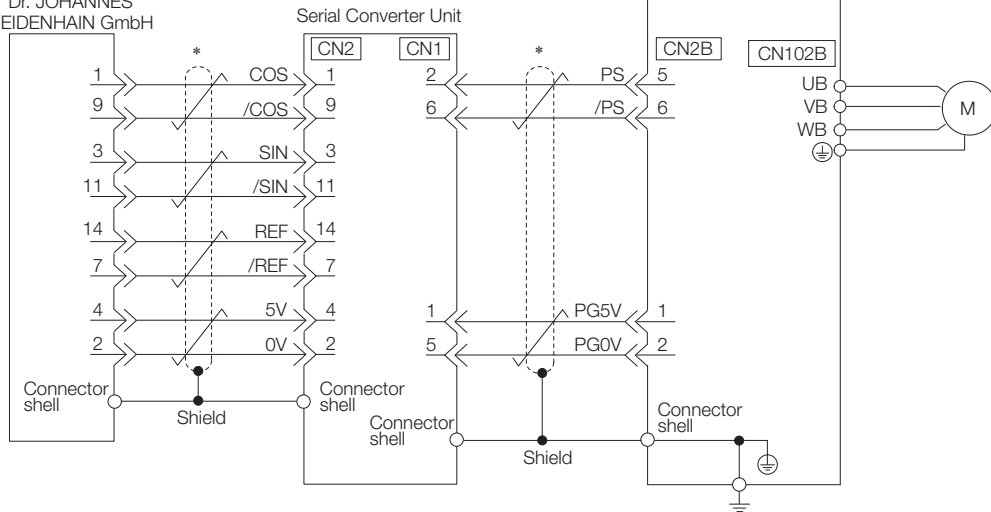 Dr. JOHANNES
EIDENHAIN GmbH
Serial Converter Unit
CN2
CN1
CN2B
CN102B
*
*
1
COS
1
2
PS
5
9
/COS
9
6
/PS
6
3
SIN
3
11
/SIN
11
14
REF
14
7
/REF
7
4
5V
4
1
PG5V
1
2
0V
2
5
PG0V
2
UB
VB
WB
M
Connector
shell
Shield
Connector
shell
Connector
shell
Shield
Connector
shell